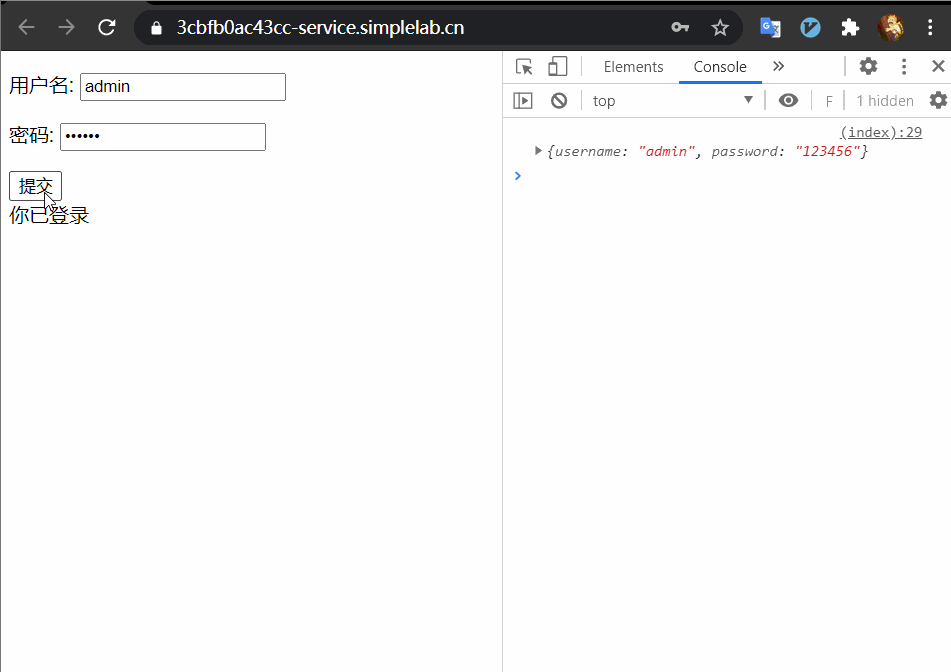 3cbfb0ac43cc-service.simplelab.cn
用户名: admin
密码: ••••••
提交
你已登录
Elements Console »
top F 1 hidden
(index):29
{username: "admin", password: "123456"}